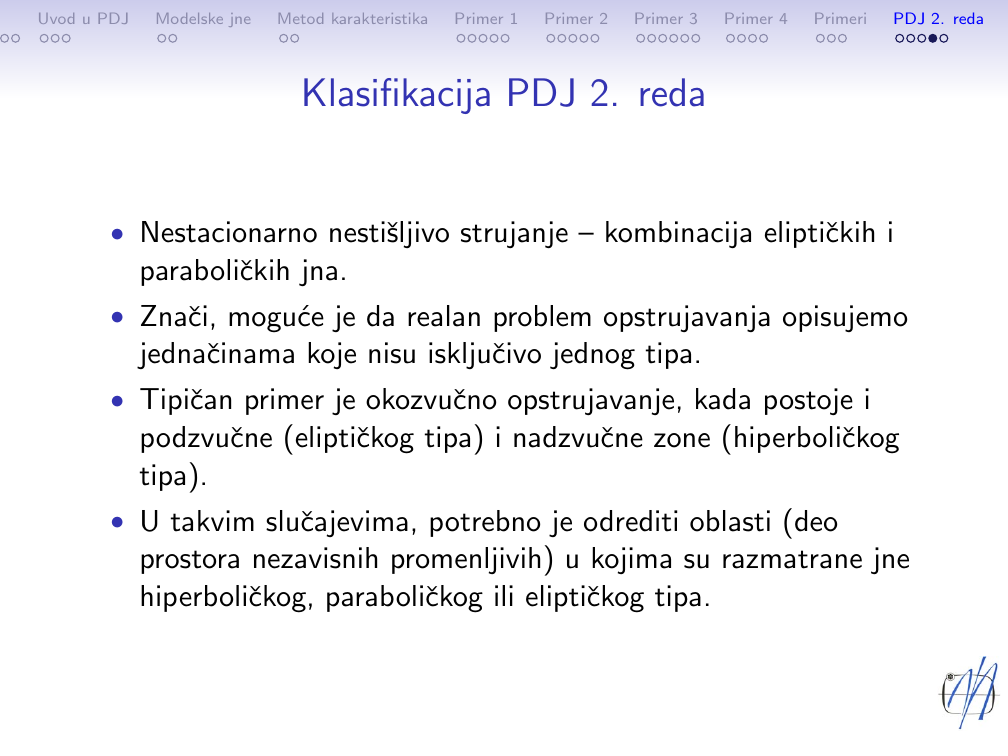 Uvod u PDJ Modelske jne Metod karakteristika Primer 1 Primer 2 Primer 3 Primer 4 Primeri PDJ 2. reda
Klasifikacija PDJ 2. reda
• Nestacionarno nestišljivo strujanje – kombinacija eliptičkih i
paraboličkih jna.
• Znači, moguće je da realan problem opstrujavanja opisujemo
jednačinama koje nisu isključivo jednog tipa.
• Tipičan primer je okozvučno opstrujavanje, kada postoje i
podzvučne (eliptičkog tipa) i nadzvučne zone (hiperboličkog
tipa).
• U takvim slučajevima, potrebno je odrediti oblasti (deo
prostora nezavisnih promenljivih) u kojima su razmatrane jne
hiperboličkog, paraboličkog ili eliptičkog tipa.